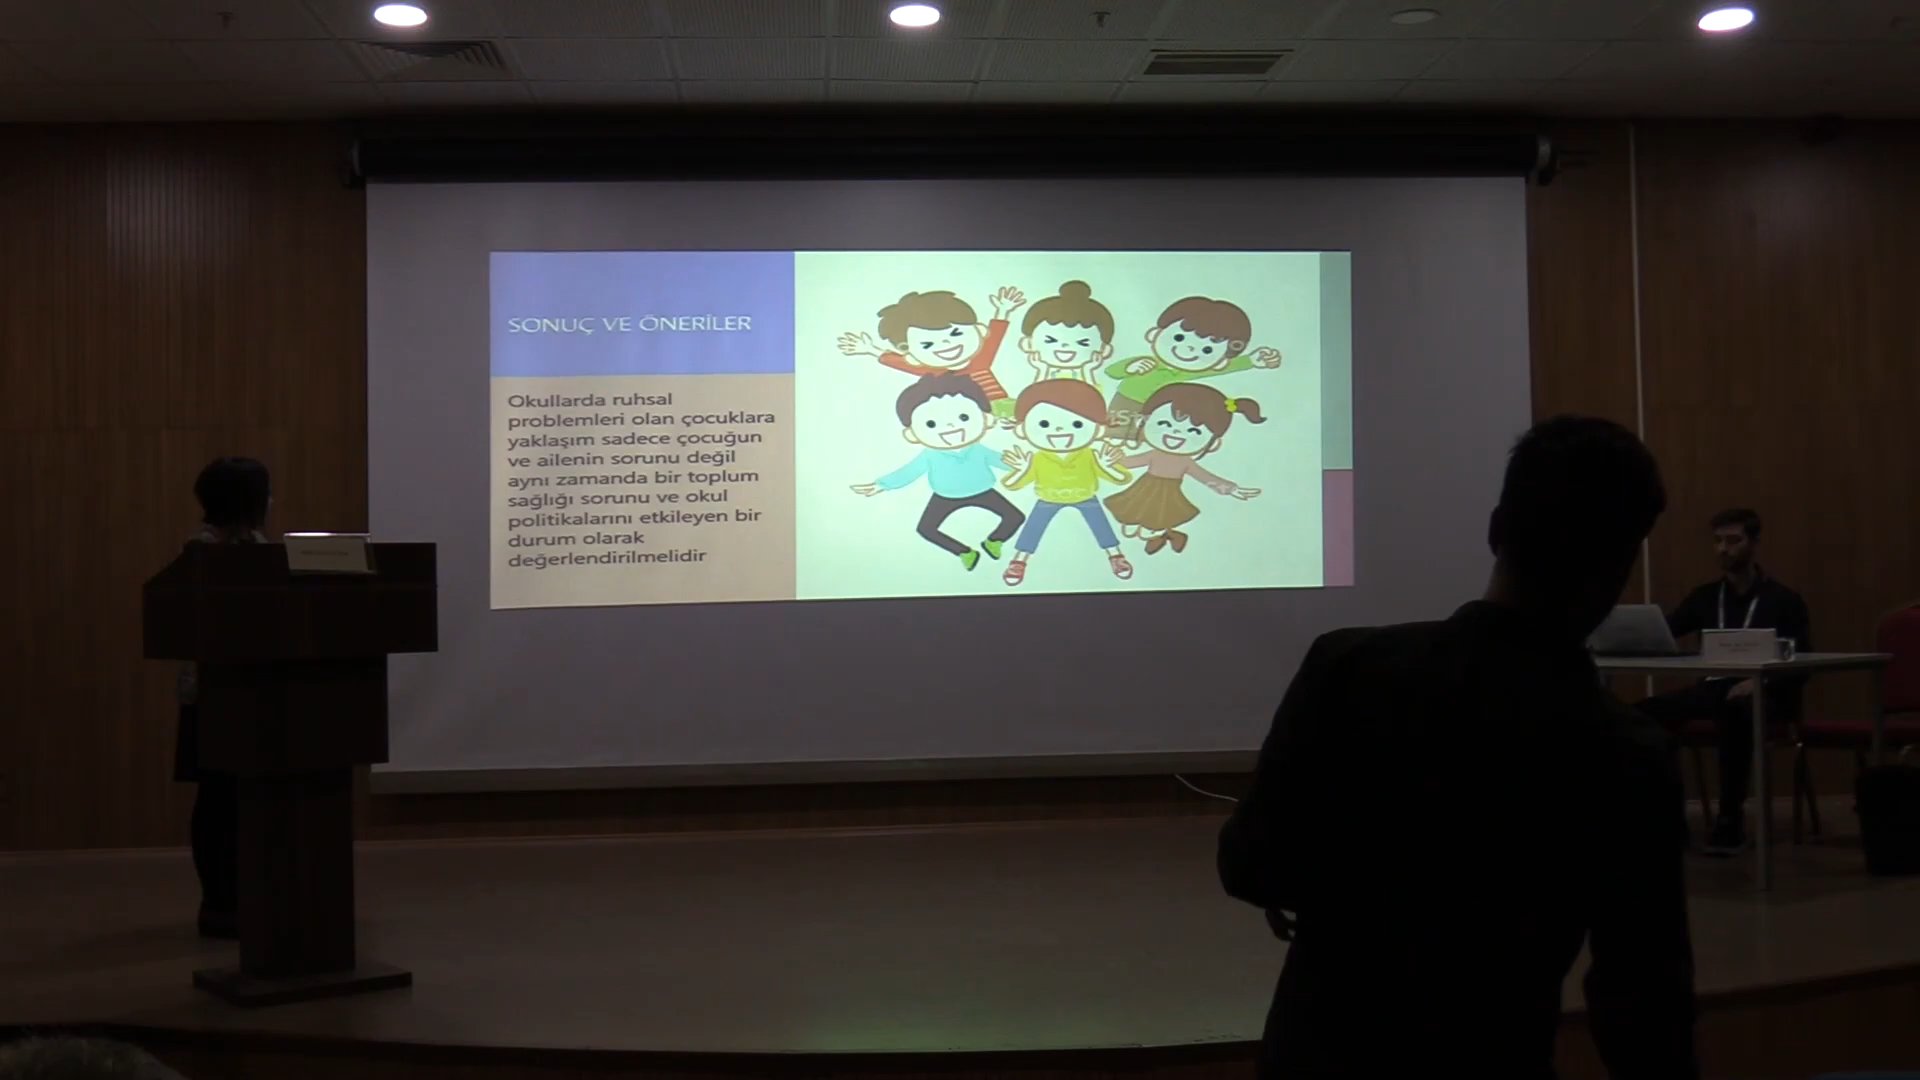 SONUÇ VE ÖNERİLER
Okullarda ruhsal
problemleri olan çocuklara
yaklaşım sadece çocuğun
ve ailenin sorunu değil
aynı zamanda bir toplum
sağlığı sorunu ve okul
politikalarını etkileyen bir
durum olarak
değerlendirilmelidir